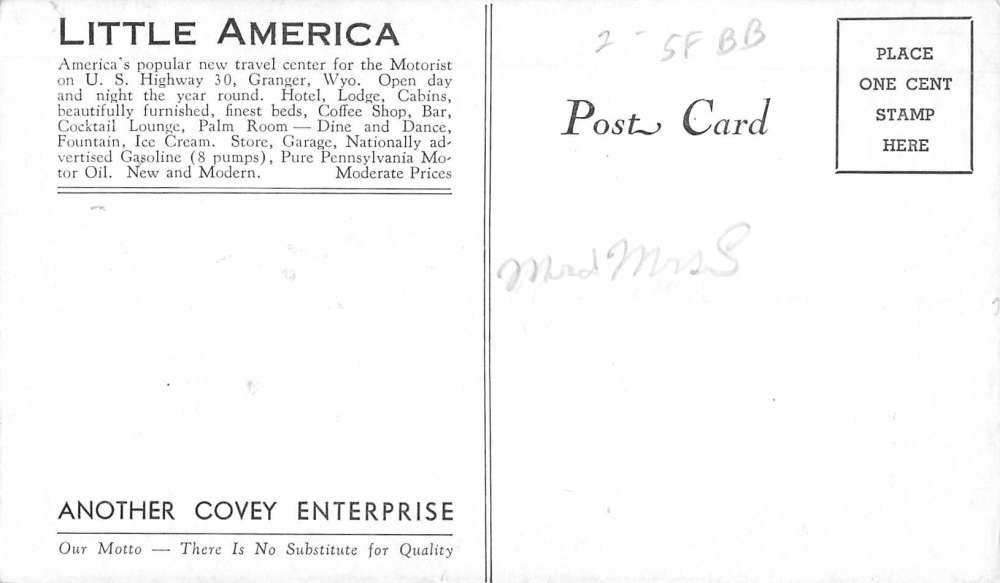 LITTLE AMERICA
America's popular new travel center for the Motorist
on U. S. Highway 30, Granger, Wyo. Open day
and night the year round. Hotel, Lodge, Cabins,
beautifully furnished, finest beds, Coffee Shop, Bar,
Cocktail Lounge, Palm Room — Dine and Dance,
Fountain, Ice Cream. Store, Garage, Nationally ad-
vertised Gasoline (8 pumps), Pure Pennsylvania Mo-
tor Oil. New and Modern. Moderate Prices
ANOTHER COVEY ENTERPRISE
Our Motto — There Is No Substitute for Quality
2 - SF BB
Post Card
PLACE
ONE CENT
STAMP
HERE
Mrs S